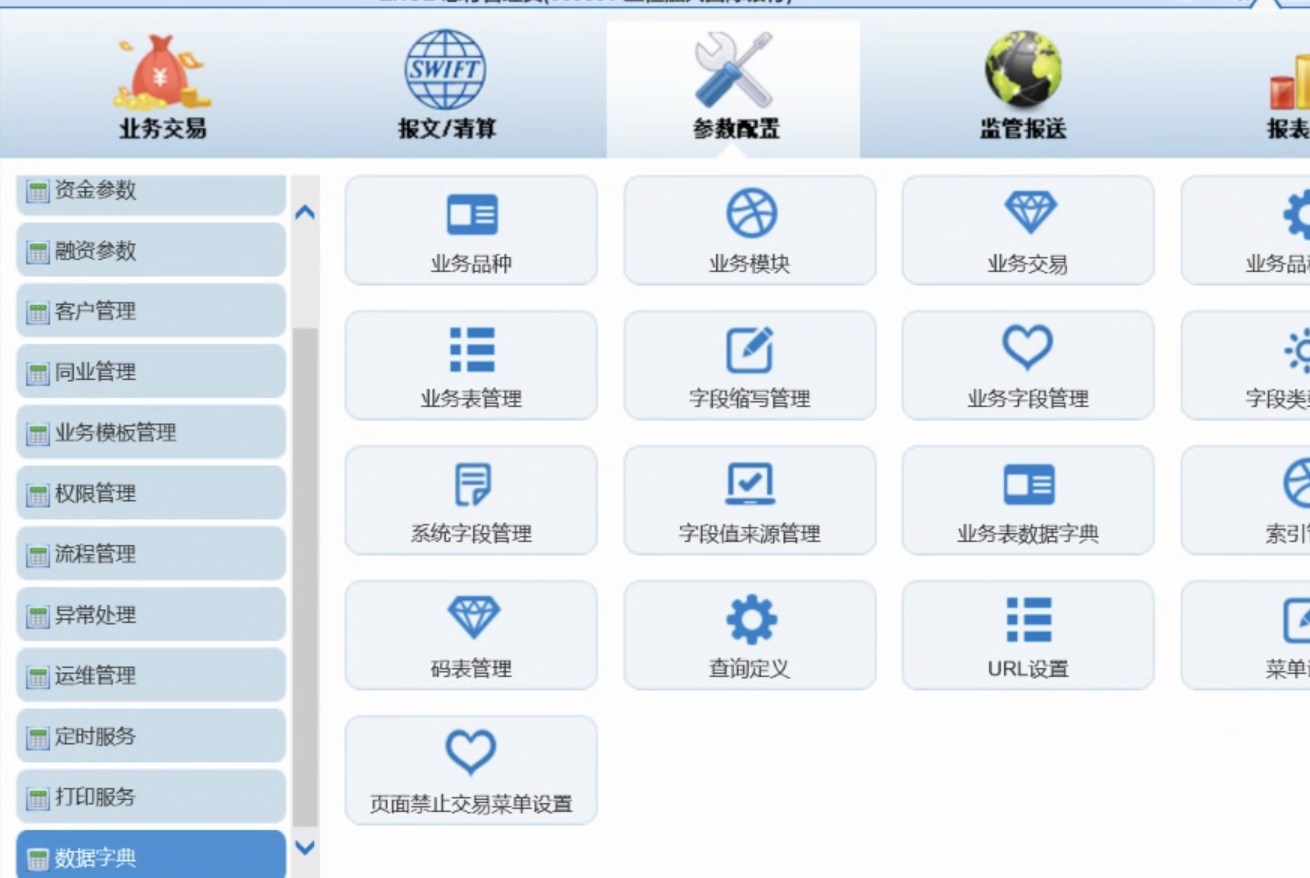 业务交易
SWIFT
报文/清算
参数配置
监管报送
报表
资金参数
融资参数
客户管理
同业管理
业务模板管理
权限管理
流程管理
异常处理
运维管理
定时服务
打印服务
数据字典
业务品种
业务模块
业务交易
业务品
业务表管理
字段缩写管理
业务字段管理
字段类
系统字段管理
字段值来源管理
业务表数据字典
索引
码表管理
查询定义
URL设置
菜单
页面禁止交易菜单设置